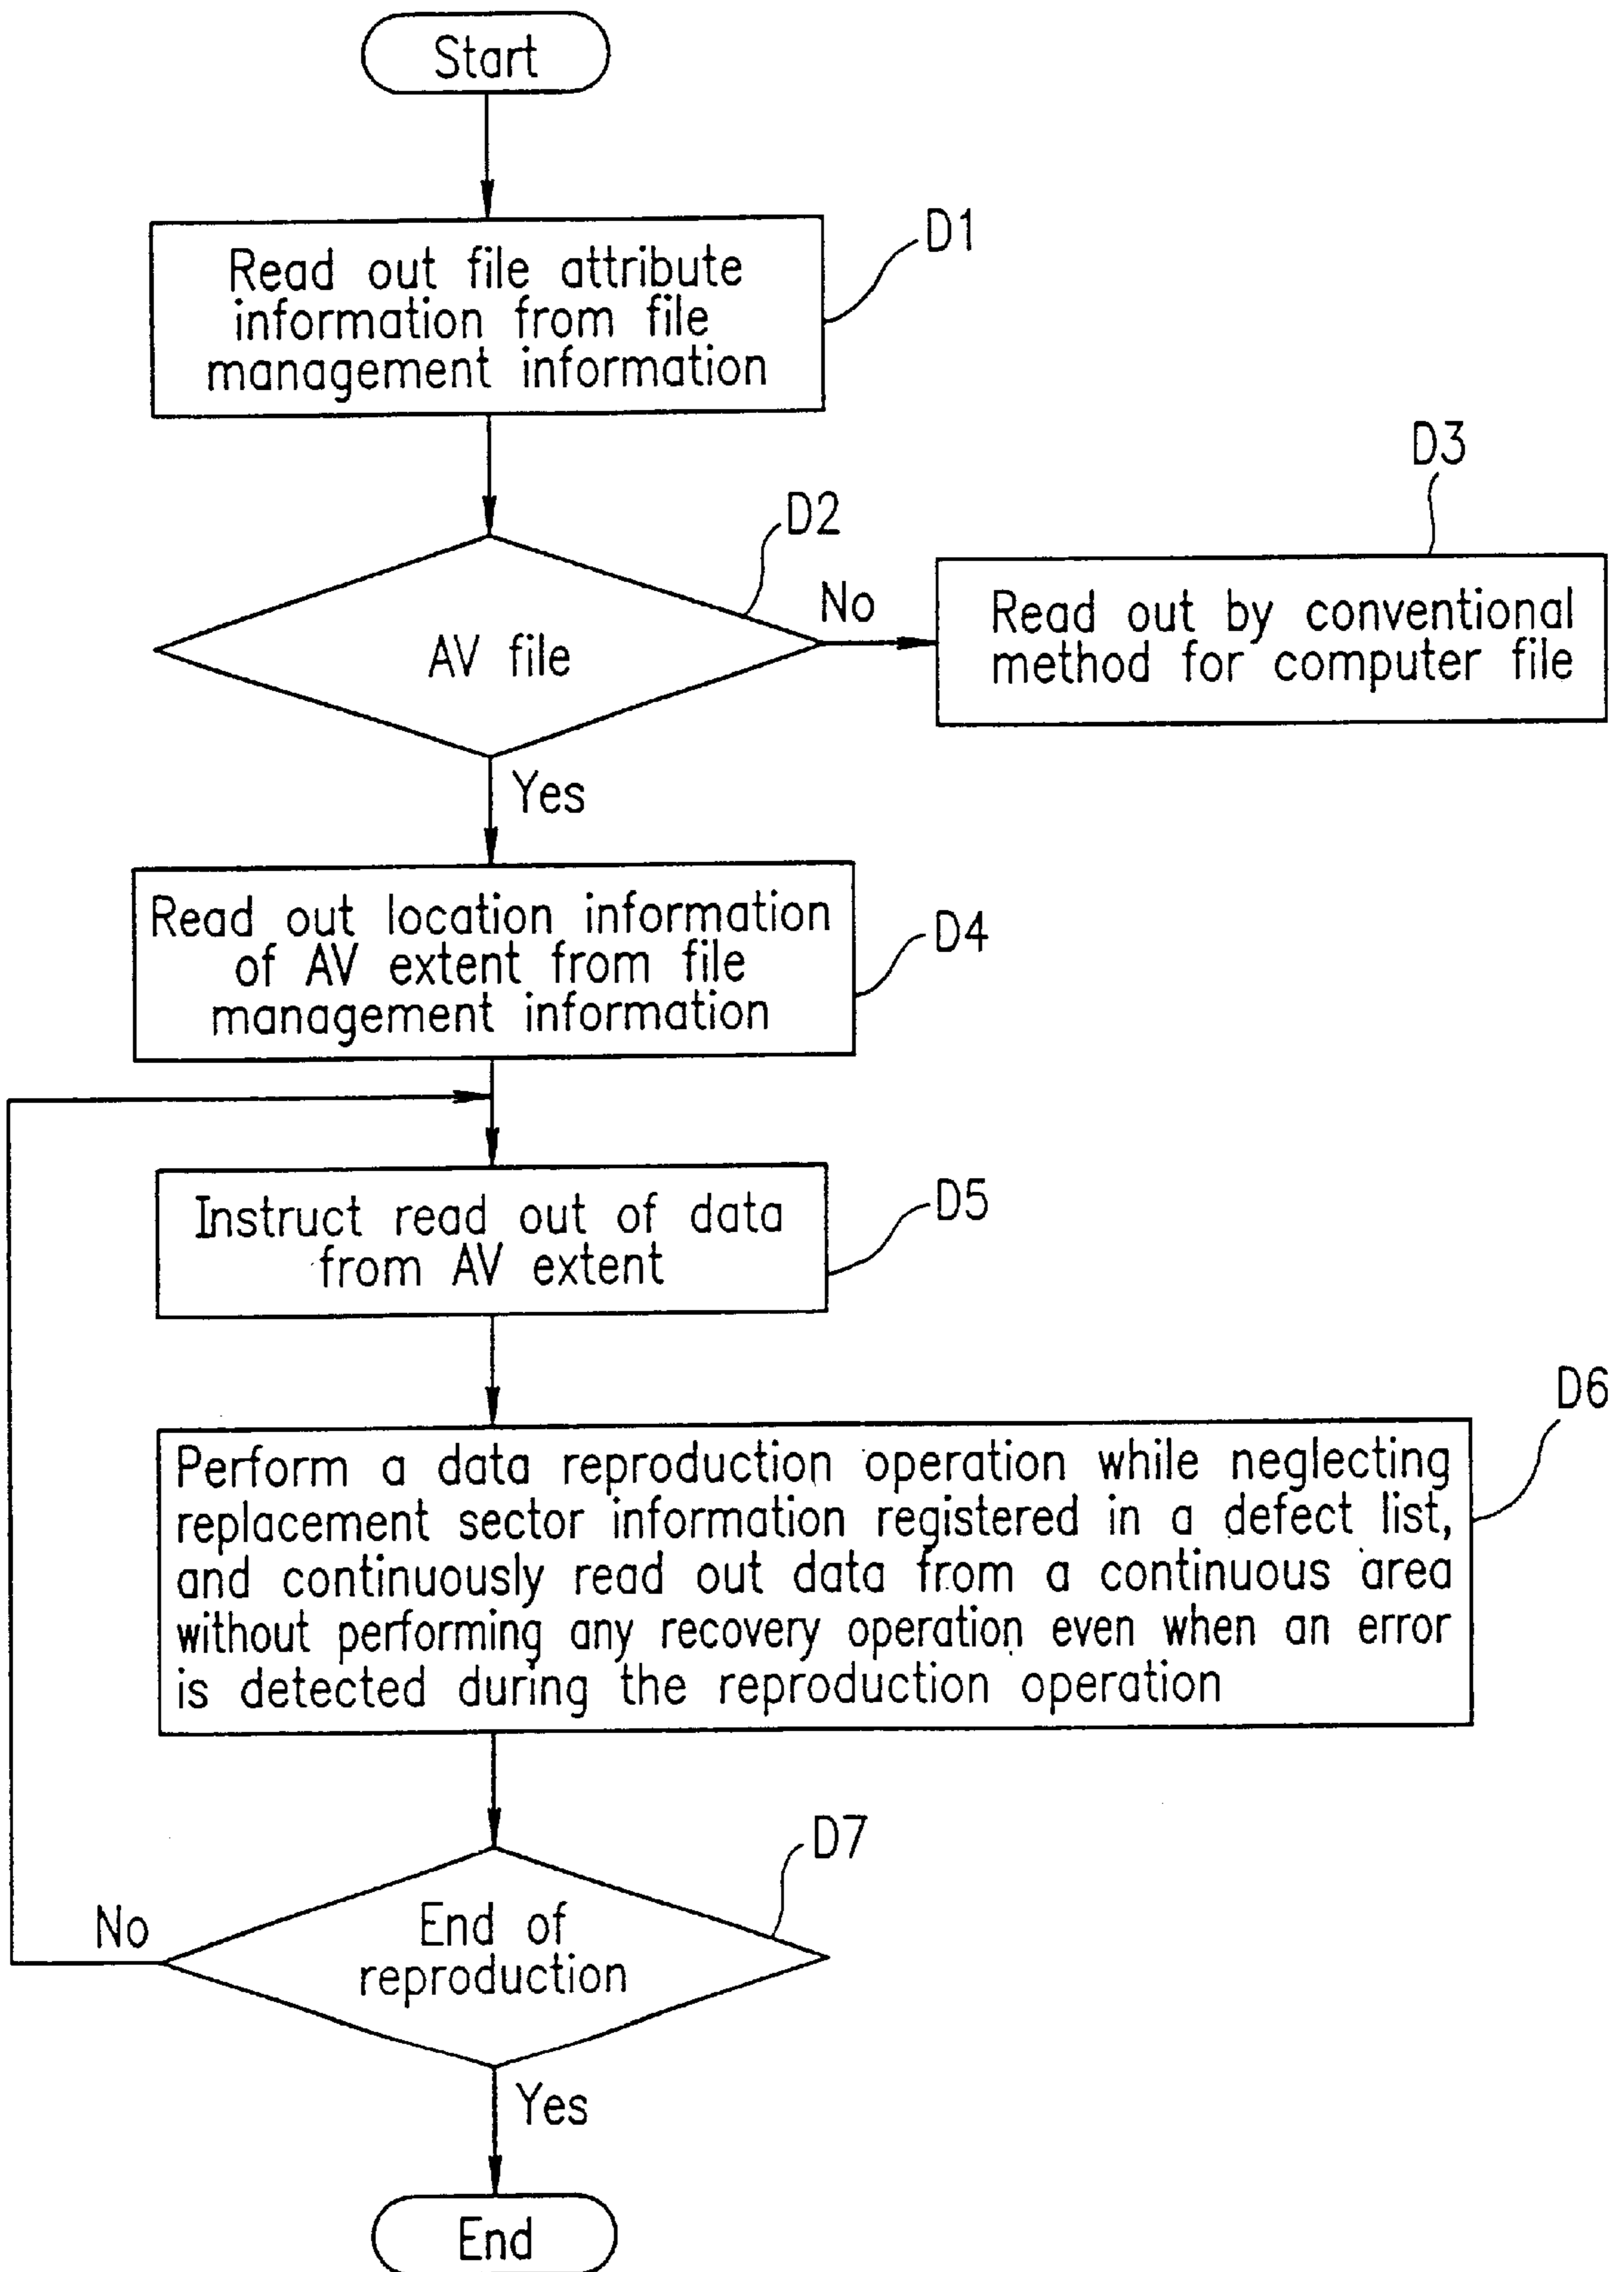 Start
D1
Read out file attribute
information from file
management information
D2
D3
AV file
No
Read out by conventional
method for computer file
Yes
Read out location information
of AV extent from file
management information
D4
Instruct read out of data
from AV extent
D5
D6
Perform a data reproduction operation while neglecting
replacement sector information registered in a defect list,
and continuously read out data from a continuous area
without performing any recovery operation even when an error
is detected during the reproduction operation
D7
No
End of
reproduction
Yes
End